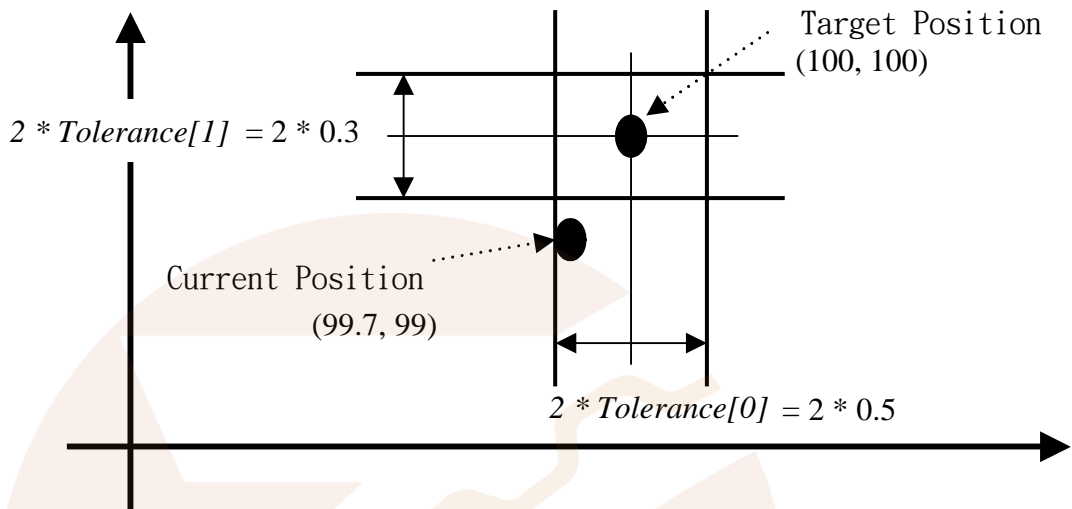 Target Position
(100, 100)
2 * Tolerance[1] = 2 * 0.3
Current Position
(99.7, 99)
2 * Tolerance[0] = 2 * 0.5